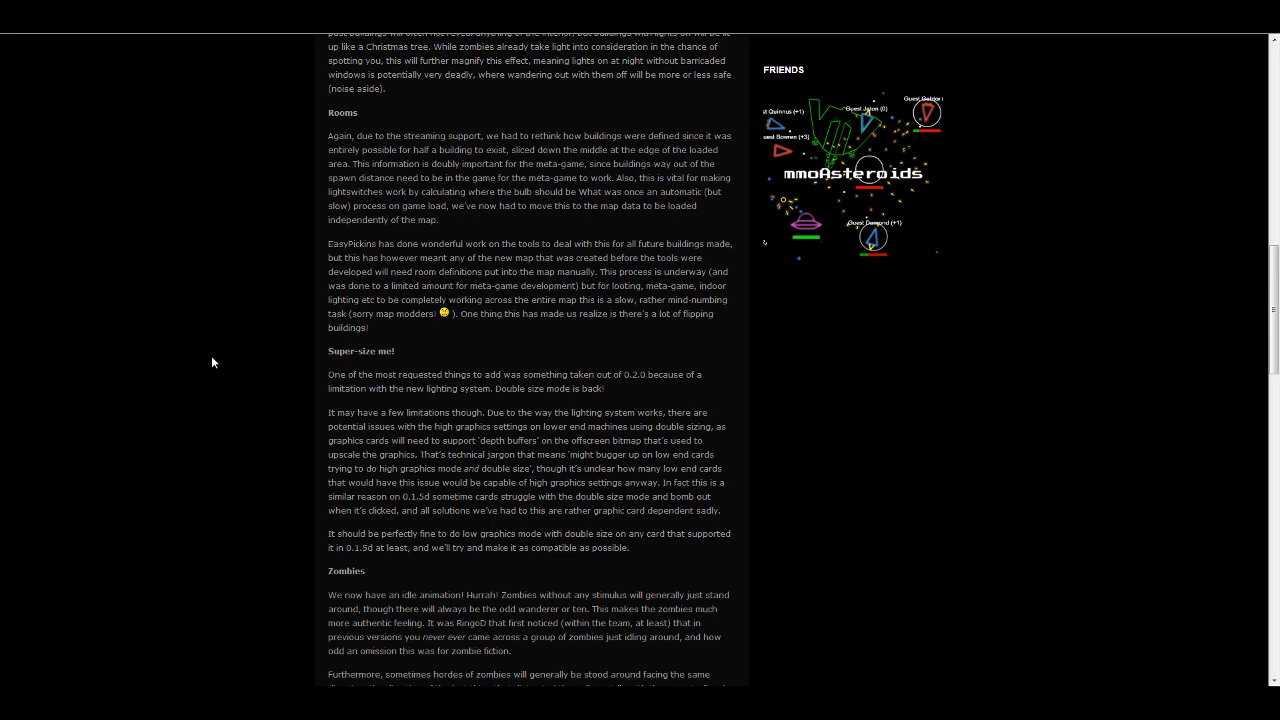 up like a Christmas tree. While zombies already take light into consideration in the chance of
spotting you, this will further magnify this effect, meaning lights on at night without barricaded
windows is potentially very deadly, where wandering out with them off will be more or less safe
(noise aside).
Rooms
Again, due to the streaming support, we had to rethink how buildings were defined since it was
entirely possible for half a building to exist, sliced down the middle at the edge of the loaded
area. This information is doubly important for the meta-game, since buildings way out of the
spawn distance need to be in the game for the meta-game to work. Also, this is vital for making
lightswitches work by calculating where the bulb should be What was once an automatic (but
slow) process on game load, we've now had to move this to the map data to be loaded
independently of the map.
EasyPickins has done wonderful work on the tools to deal with this for all future buildings made,
but this has however meant any of the new map that was created before the tools were
developed will need room definitions put into the map manually. This process is underway (and
was done to a limited amount for meta-game development) but for looting, meta-game, indoor
lighting etc to be completely working across the entire map this is a slow, rather mind-numbing
task (sorry map modders! ). One thing this has made us realize is there's a lot of flipping
buildings!
Super-size me!
One of the most requested things to add was something taken out of 0.2.0 because of a
limitation with the new lighting system. Double size mode is back!
It may have a few limitations though. Due to the way the lighting system works, there are
potential issues with the high graphics settings on lower end machines using double sizing, as
graphics cards will need to support 'depth buffers' on the offscreen bitmap that's used to
upscale the graphics. That's technical jargon that means 'might bugger up on low end cards
trying to do high graphics mode and double size', though it's unclear how many low end cards
that would have this issue would be capable of high graphics settings anyway. In fact this is a
similar reason on 0.1.5d sometime cards struggle with the double size mode and bomb out
when it's clicked, and all solutions we've had to this are rather graphic card dependent sadly.
It should be perfectly fine to do low graphics mode with double size on any card that supported
it in 0.1.5d at least, and we'll try and make it as compatible as possible.
Zombies
We now have an idle animation! Hurrah! Zombies without any stimulus will generally just stand
around, though there will always be the odd wanderer or ten. This makes the zombies much
more authentic feeling. It was RingoD that first noticed (within the team, at least) that in
previous versions you never ever came across a group of zombies just idling around, and how
odd an omission this was for zombie fiction.
Furthermore, sometimes hordes of zombies will generally be stood around facing the same
FRIENDS
Guest Jalon (0)
st Quinnus (+1)
uest Bowen (+3)
mmoAsteroids
Guest Damond (+1)